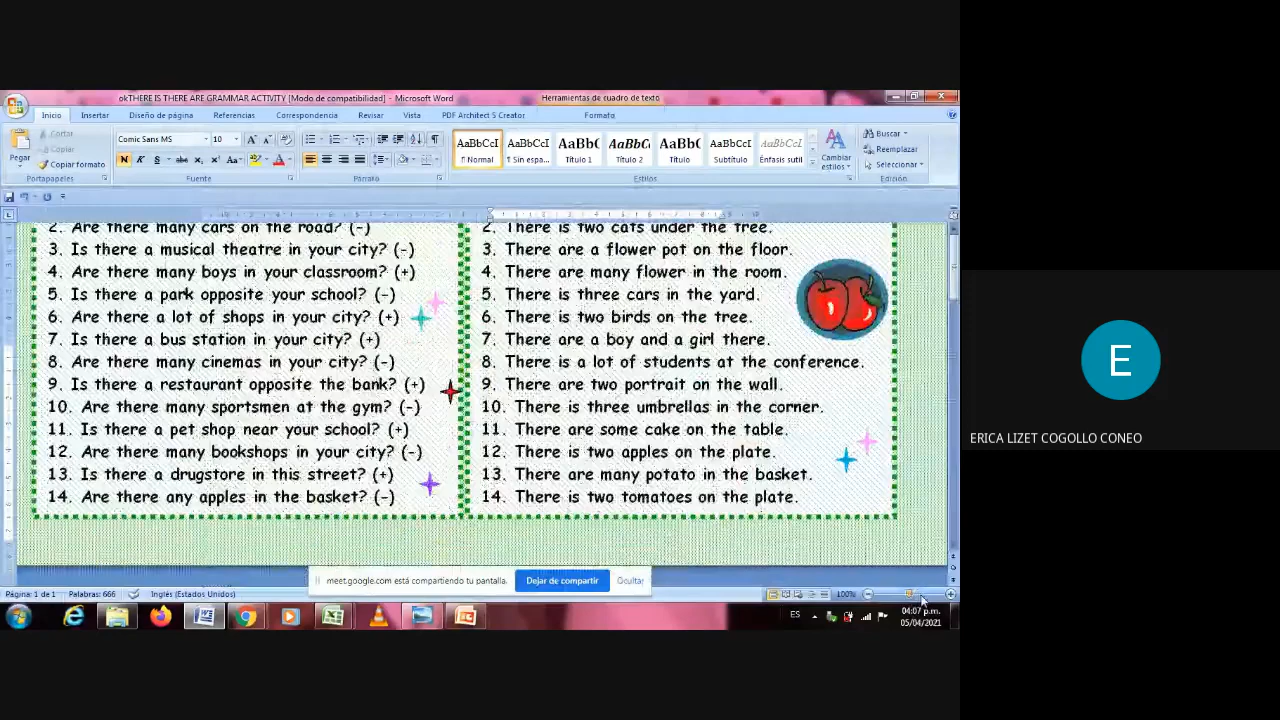 okTHERE IS THERE ARE GRAMMAR ACTIVITY [Modo de compatibilidad] - Microsoft Word
Herramientas de cuadro de texto
Inicio
Insertar
Diseño de página
Referencias
Correspondencia
Revisar
Vista
PDF Architect 5 Creator
Formato
Pegar
Cortar
Copiar
Copiar formato
Portapapeles
Comic Sans MS
10
Fuente
Párrafo
AaBbCcI
¶ Normal
AaBbCcI
¶ Sin espa...
AaBbC
Título 1
AaBbCc
Título 2
AaBbC
Título
AaBbCcI
Subtítulo
AaBbCcI
Énfasis sutil
Estilos
Cambiar
estilos
Buscar
Reemplazar
Seleccionar
Edición
2. Are there many cars on the road? (-)
3. Is there a musical theatre in your city? (-)
4. Are there many boys in your classroom? (+)
5. Is there a park opposite your school? (-)
6. Are there a lot of shops in your city? (+)
7. Is there a bus station in your city? (+)
8. Are there many cinemas in your city? (-)
9. Is there a restaurant opposite the bank? (+)
10. Are there many sportsmen at the gym? (-)
11. Is there a pet shop near your school? (+)
12. Are there many bookshops in your city? (-)
13. Is there a drugstore in this street? (+)
14. Are there any apples in the basket? (-)
2. There is two cats under the tree.
3. There are a flower pot on the floor.
4. There are many flower in the room.
5. There is three cars in the yard.
6. There is two birds on the tree.
7. There are a boy and a girl there.
8. There is a lot of students at the conference.
9. There are two portrait on the wall.
10. There is three umbrellas in the corner.
11. There are some cake on the table.
12. There is two apples on the plate.
13. There are many potato in the basket.
14. There is two tomatoes on the plate.
meet.google.com está compartiendo tu pantalla.
Dejar de compartir
Ocultar
Página: 1 de 1
Palabras: 666
Inglés (Estados Unidos)
100%
ES
04:07 p.m.
05/04/2021
E
ERICA LIZET COGOLLO CONEO